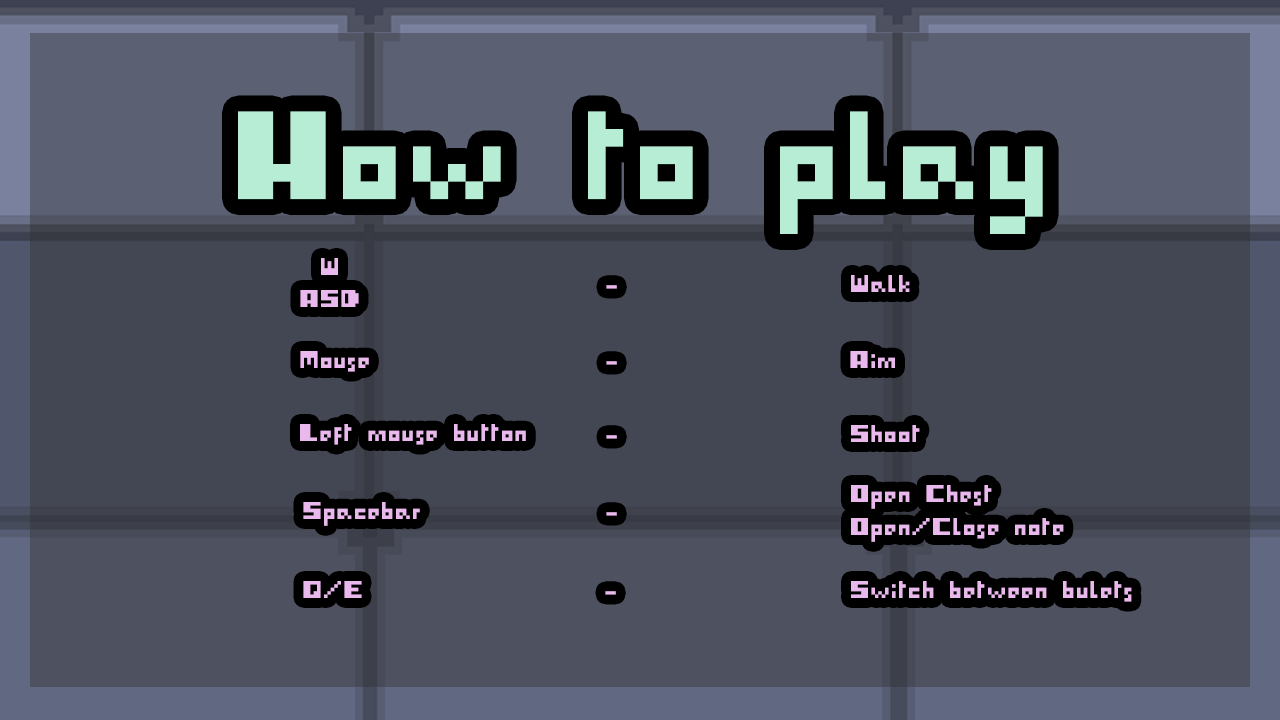 How to play
W
ASD - Walk
Mouse - Aim
Left mouse button - Shoot
Spacebar - Open Chest
Open/Close note
Q/E - Switch between bulets